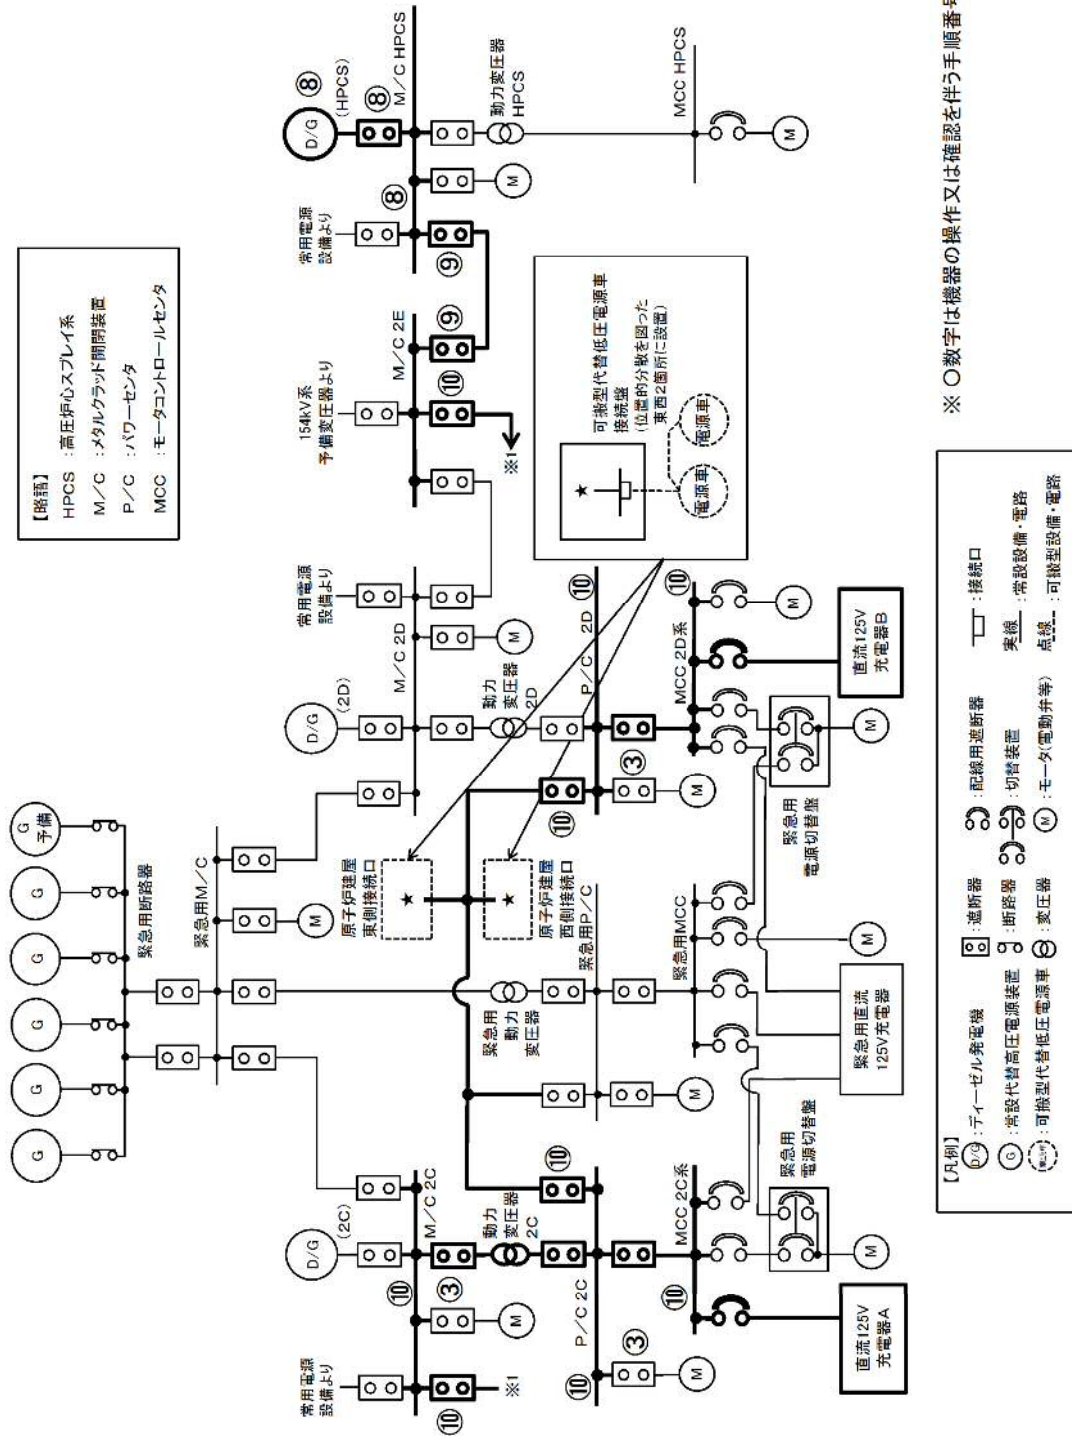 【略語】
HPCS ：高圧炉心スプレイ系
M／C ：メタルクラッド開閉装置
P／C ：パワーセンタ
MCC ：モータコントロールセンタ
G
G
G
G
G
G
予備
緊急用断路器
緊急用M／C
M
常用電源
設備より
D/G
(2C)
M／C 2C
⑩
⑩
※1
③
M
動力
変圧器
2C
P／C 2C
⑩
⑩
③
M
MCC 2C系
⑩
直流125V
充電器A
緊急用
電源切替盤
M
緊急用
動力
変圧器
緊急用P／C
M
緊急用MCC
M
緊急用直流
125V充電器
原子炉建屋
東側接続口
★
原子炉建屋
西側接続口
★
D/G
(2D)
常用電源
設備より
M／C 2D
M
動力
変圧器
2D
P／C 2D
⑩
⑩
③
M
MCC 2D系
⑩
M
直流125V
充電器B
緊急用
電源切替盤
M
154kV系
予備変圧器より
M／C 2E
⑩
⑨
※1
常用電源
設備より
⑧
⑨
M
D/G
⑧
(HPCS)
⑧
M／C HPCS
動力変圧器
HPCS
MCC HPCS
M
可搬型代替低圧電源車
接続盤
(位置的分散を図った
東西2箇所に設置)
★
電源車
電源車
【凡例】
D/G ：ディーゼル発電機
G ：常設代替高圧電源装置
：可搬型代替低圧電源車
：遮断器
：断路器
：変圧器
：配線用遮断器
：切替装置
M ：モータ(電動弁等)
：接続口
実線 ：常設設備・電路
点線 ：可搬型設備・電路
※ ○数字は機器の操作又は確認を伴う手順番号